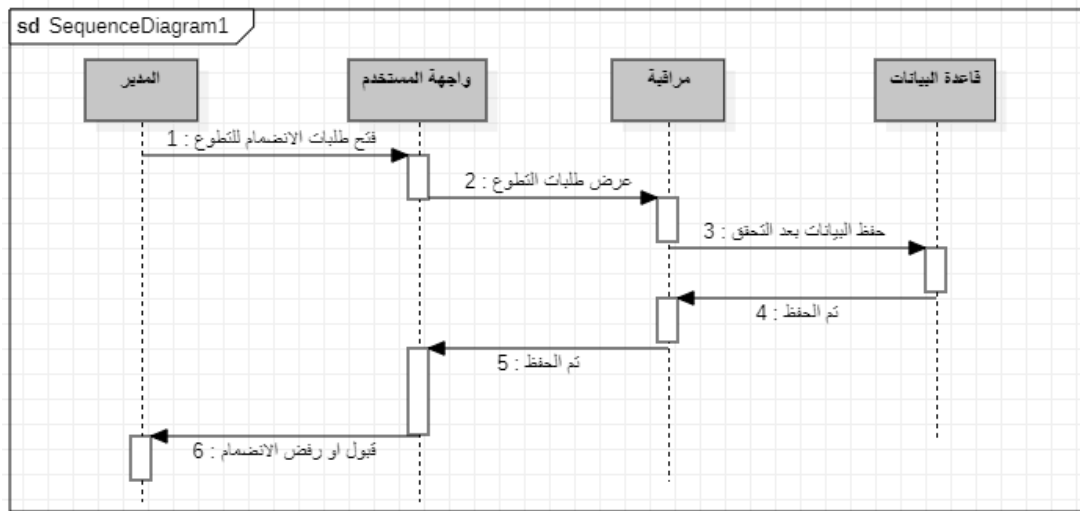 sd SequenceDiagram1
المدير
واجهة المستخدم
مراقبة
قاعدة البيانات
1 : فتح طلبات الانضمام للتطوع
2 : عرض طلبات التطوع
3 : حفظ البيانات بعد التحقق
4 : تم الحفظ
5 : تم الحفظ
6 : قبول او رفض الانضمام